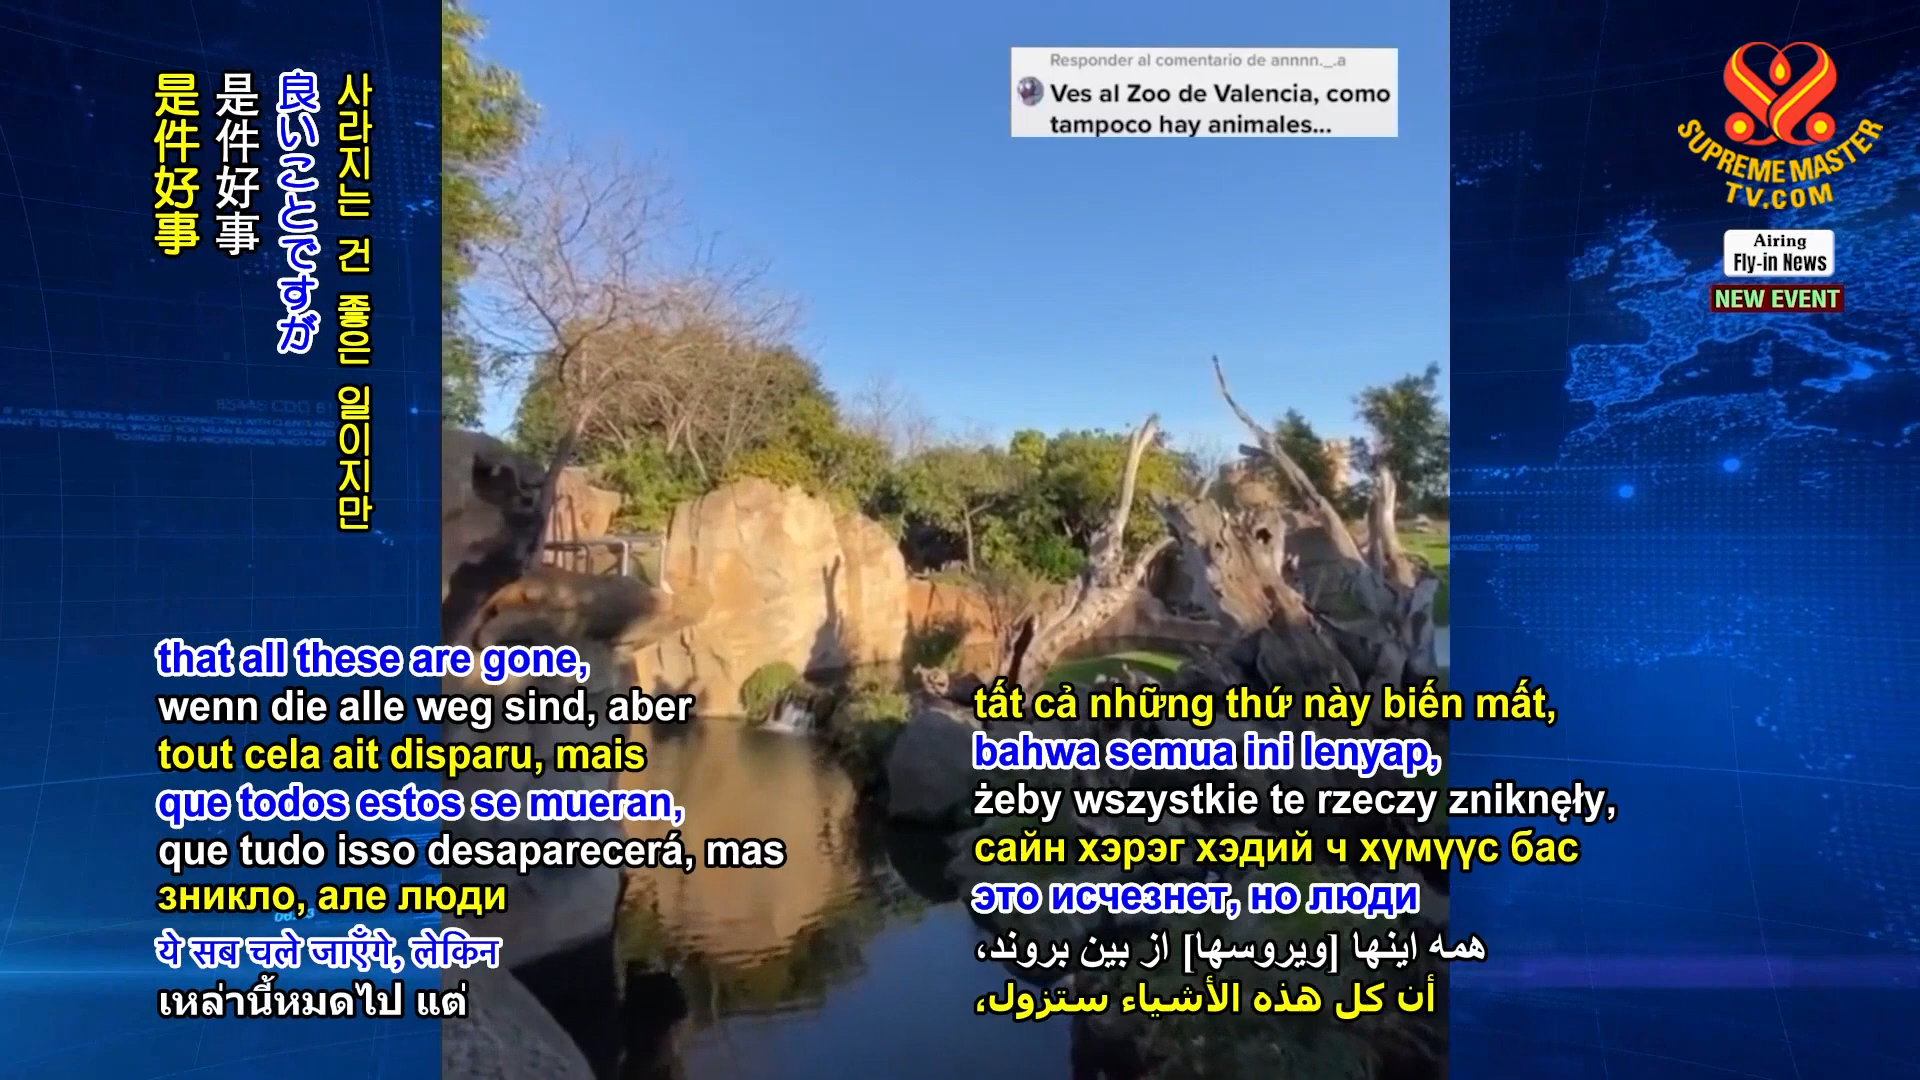 Responder al comentario de annnn._.a
Ves al Zoo de Valencia, como
tampoco hay animales...
SUPREME MASTER
TV.COM
Airing
Fly-in News
NEW EVENT
사라지는 건 좋은 일이지만
良いことですが
是件好事
是件好事
that all these are gone,
wenn die alle weg sind, aber
tout cela ait disparu, mais
que todos estos se mueran,
que tudo isso desaparecerá, mas
зникло, але люди
ये सब चले जाएँगे, लेकिन
เหล่านี้หมดไป แต่
tất cả những thứ này biến mất,
bahwa semua ini lenyap,
żeby wszystkie te rzeczy zniknęły,
сайн хэрэг хэдий ч хүмүүс бас
это исчезнет, но люди
همه اینها [ویروسها] از بین بروند،
أن كل هذه الأشياء ستزول،